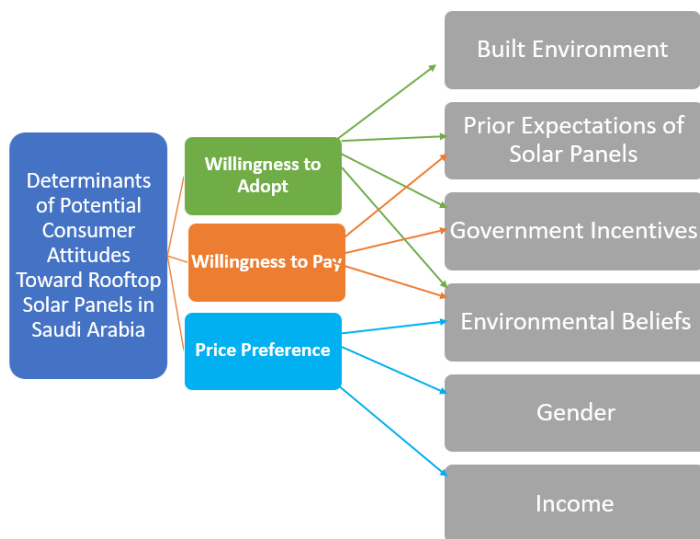 Determinants
of Potential
Consumer
Attitudes
Toward Rooftop
Solar Panels in
Saudi Arabia
Willingness to
Adopt
Willingness to Pay
Price Preference
Built Environment
Prior Expectations of
Solar Panels
Government Incentives
Environmental Beliefs
Gender
Income